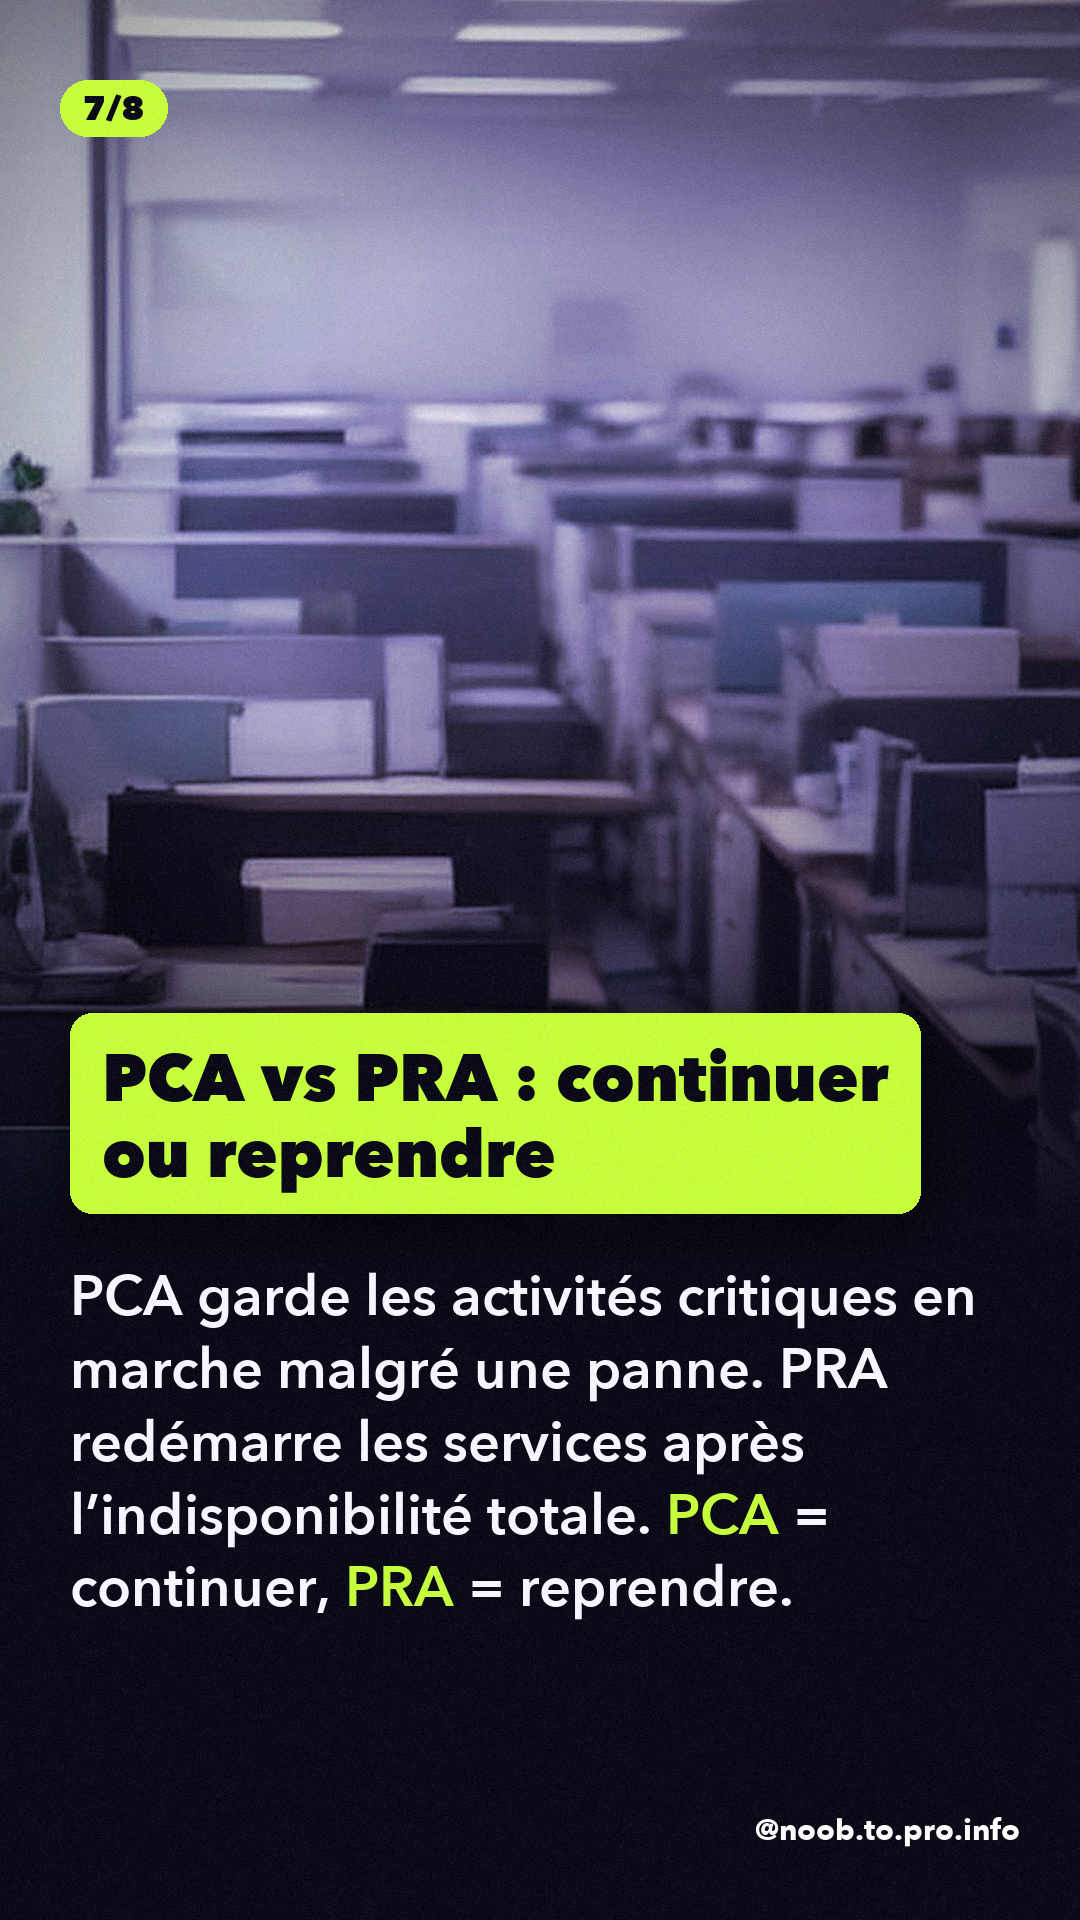 7/8
PCA vs PRA : continuer
ou reprendre
PCA garde les activités critiques en
marche malgré une panne. PRA
redémarre les services après
l’indisponibilité totale. PCA =
continuer, PRA = reprendre.
@noob.to.pro.info